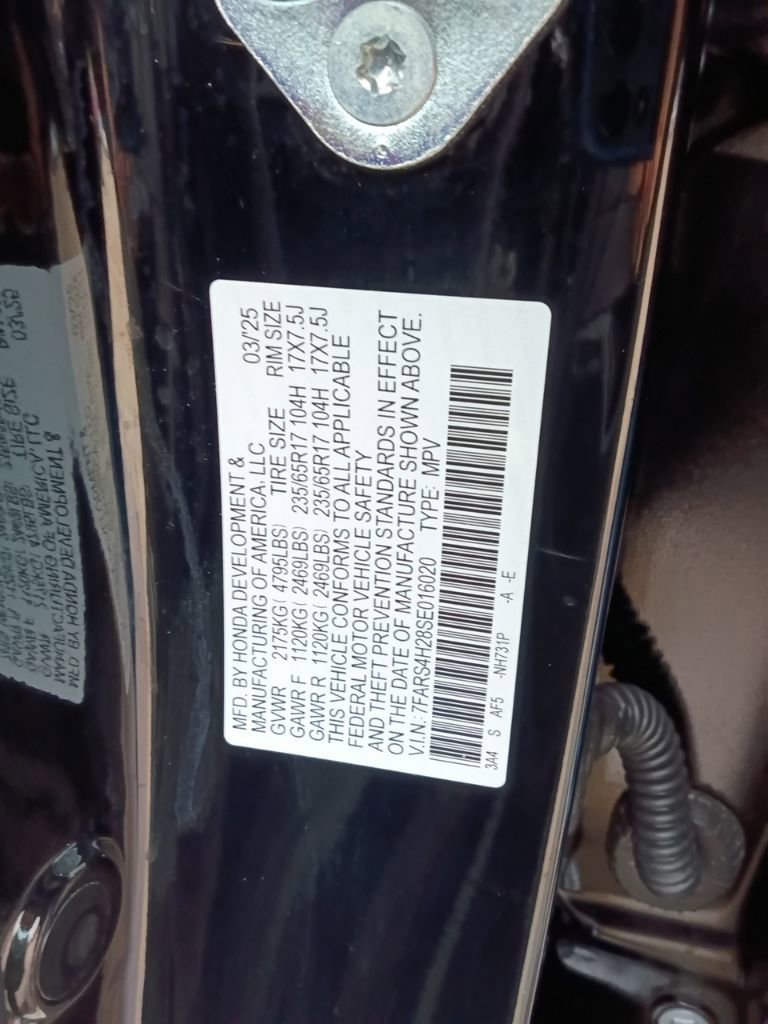 MFD. BY HONDA DEVELOPMENT &
MANUFACTURING OF AMERICA, LLC 03/'25
GVWR 2175KG( 4795LBS) TIRE SIZE RIM SIZE
GAWR F 1120KG( 2469LBS) 235/65R17 104H 17X7.5J
GAWR R 1120KG( 2469LBS) 235/65R17 104H 17X7.5J
THIS VEHICLE CONFORMS TO ALL APPLICABLE
FEDERAL MOTOR VEHICLE SAFETY
AND THEFT PREVENTION STANDARDS IN EFFECT
ON THE DATE OF MANUFACTURE SHOWN ABOVE.
V.I.N.: 7FARS4H28SE016020 TYPE: MPV
3A4 S AF5 -NH731P -A -E